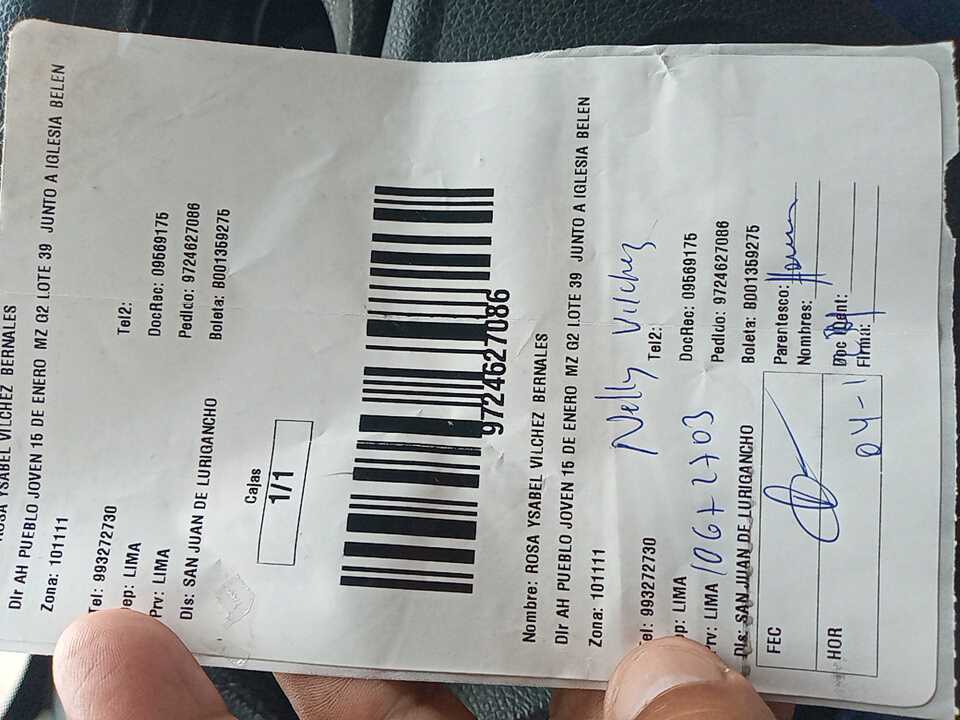 ROSA YSABEL VILCHEZ BERNALES
Dir AH PUEBLO JOVEN 15 DE ENERO MZ G2 LOTE 39 JUNTO A IGLESIA BELEN
Zona: 101111
Tel: 993272730 Tel2:
Dep: LIMA DocRec: 09569175
Prv: LIMA Pedido: 9724627086
Dis: SAN JUAN DE LURIGANCHO Boleta: B001359275
Cajas
1/1
9724627086
Nombre: ROSA YSABEL VILCHEZ BERNALES
Dir AH PUEBLO JOVEN 15 DE ENERO MZ G2 LOTE 39 JUNTO A IGLESIA BELEN
Zona: 101111
Nelly Vilchez
Tel: 993272730 Tel2:
Dep: LIMA DocRec: 09569175
Prv: LIMA 10672703 Pedido: 9724627086
Dis: SAN JUAN DE LURIGANCHO Boleta: B001359275
FEC Parentesco:
Nombres:
HOR Doc Ident:
04-1 Firma: